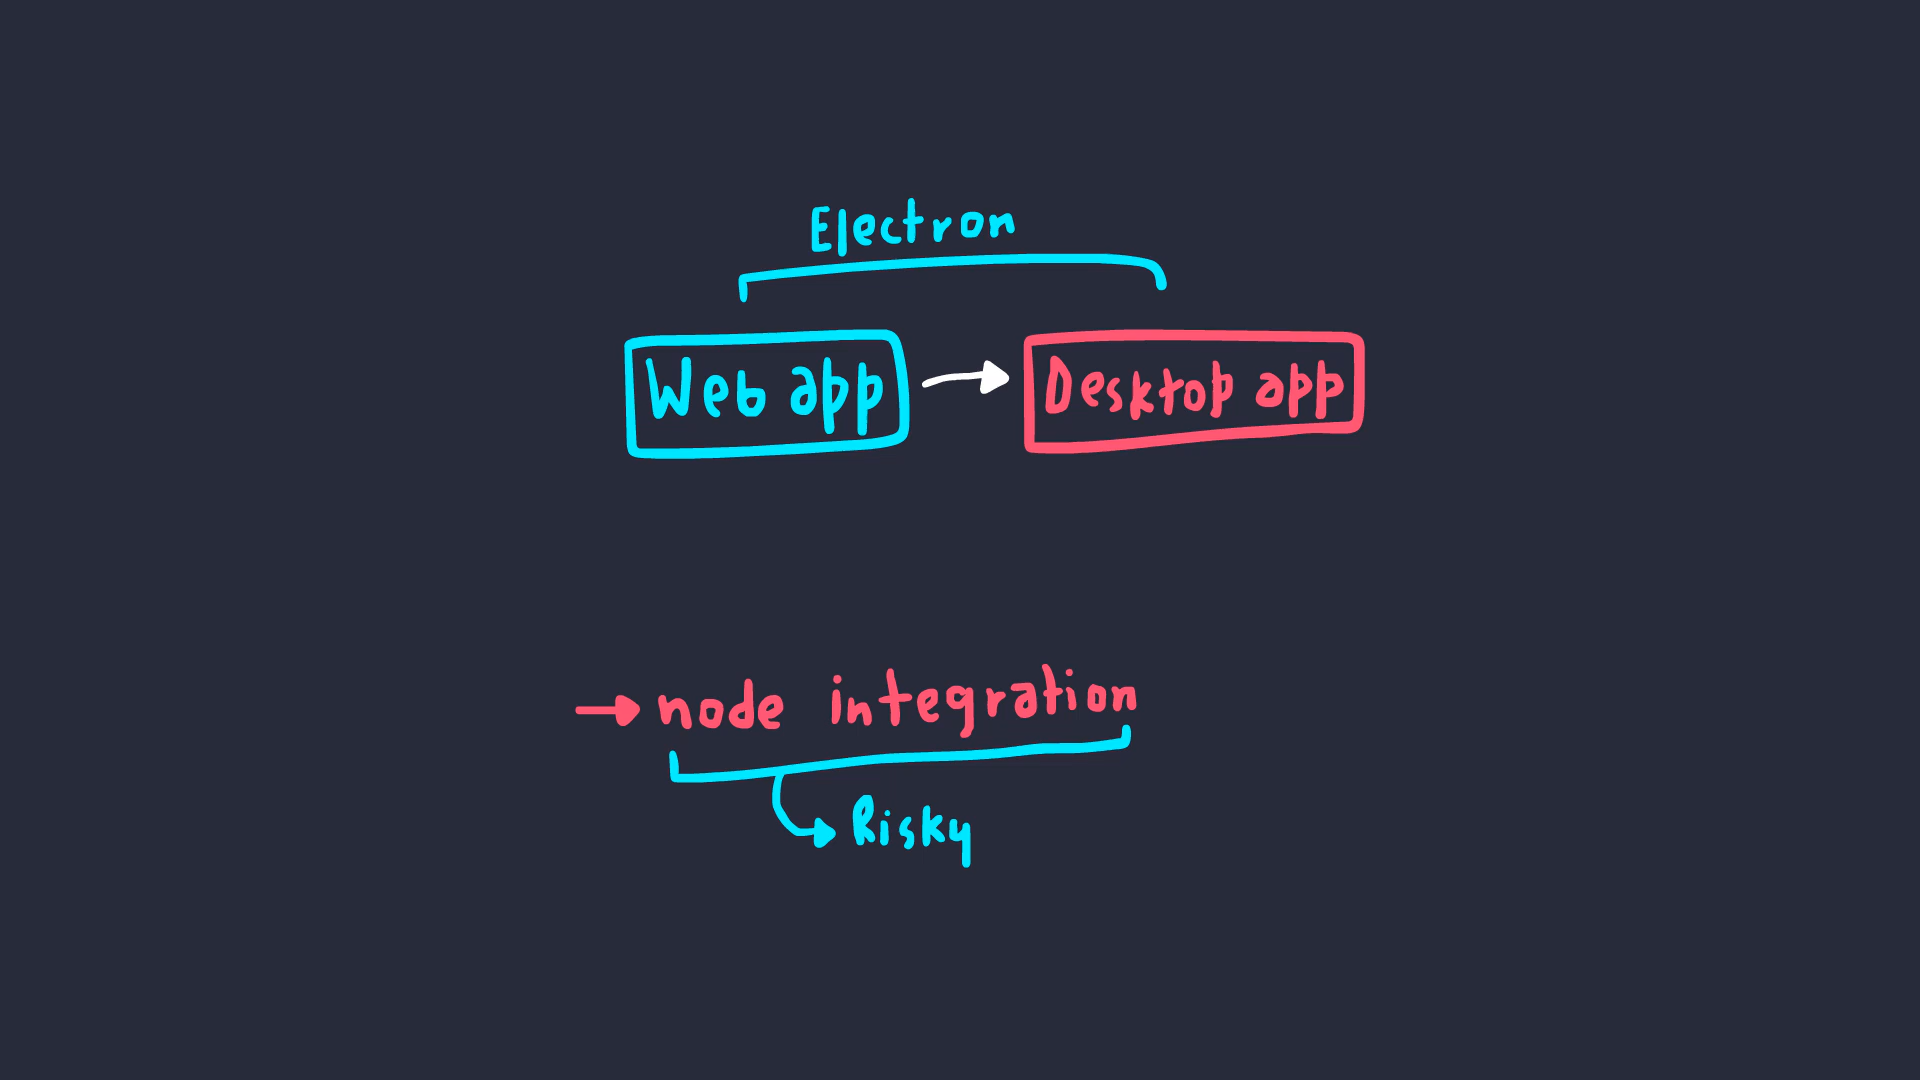 Electron
Web app → Desktop app
→ node integration
Risky